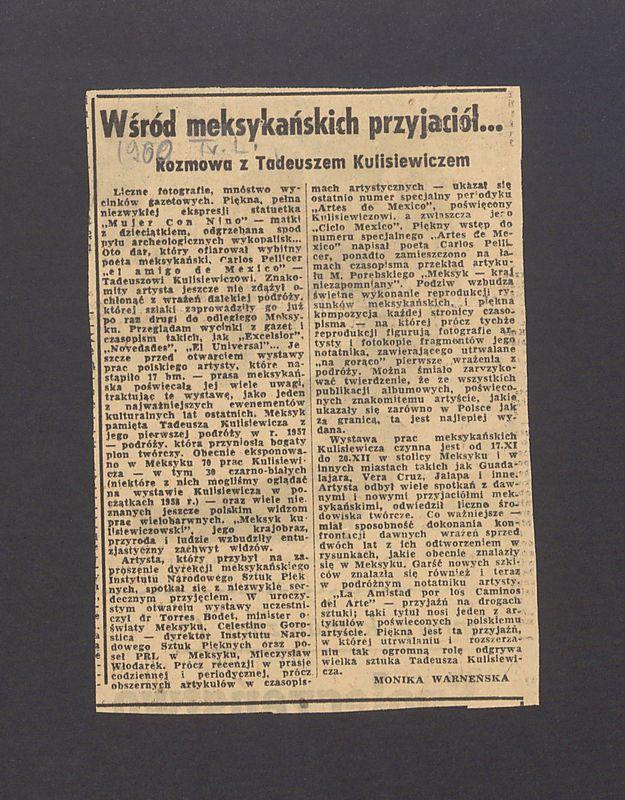 Wśród meksykańskich przyjaciół...
1960 Tr. L.
Rozmowa z Tadeuszem Kulisiewiczem
Liczne fotografie, mnóstwo wy-
cinków gazetowych. Piękna, pełna
niezwykłej ekspresji statuetka
„Mujer con Nino” — matki
z dzieciątkiem, odgrzebana spod
pyłu archeologicznych wykopalisk...
Oto dar, który ofiarował wybitny
poeta meksykański, Carlos Pellicer
„el amigo de Mexico” —
Tadeuszowi Kulisiewiczowi. Znako-
mity artysta jeszcze nie zdążył o-
chłonąć z wrażeń dalekiej podróży,
której szlaki zaprowadziły go już
po raz drugi do odległego Meksy-
ku. Przeglądam wycinki z gazet i
czasopism takich, jak „Excelsior”,
„Novedades”, „El Universal”... Je
szcze przed otwarciem wystawy
prac polskiego artysty, które na-
stąpiło 17 bm. — prasa meksykań-
ska poświęcała jej wiele uwagi,
traktując tę wystawę, jako jeden
z najważniejszych ewenementów
kulturalnych lat ostatnich. Meksyk
pamięta Tadeusza Kulisiewicza z
jego pierwszej podróży w r. 1957
— podróży, która przyniosła bogaty
plon twórczy. Obecnie eksponowa-
no w Meksyku 70 prac Kulisiewi-
cza — w tym 30 czarno-białych
(niektóre z nich mogliśmy oglądać
na wystawie Kulisiewicza w po-
czątkach 1958 r.) — oraz wiele nie
znanych jeszcze polskim widzom
prac wielobarwnych. „Meksyk ku-
lisiewiczowski”, jego krajobraz,
przyroda i ludzie wzbudziły entu-
zjastyczny zachwyt widzów.
Artysta, który przybył na za-
proszenie dyrekcji meksykańskiego
Instytutu Narodowego Sztuk Pięk
nych, spotkał się z niezwykle ser-
decznym przyjęciem. W uroczy-
stym otwarciu wystawy uczestni-
czył dr Torres Bodet, minister o-
światy Meksyku, Celestino Goro-
stica — dyrektor Instytutu Naro-
dowego Sztuk Pięknych oraz po-
seł PRL w Meksyku, Mieczysław
Włodarek. Prócz recenzji w prasie
codziennej i periodycznej, prócz
obszernych artykułów w czasopis-
mach artystycznych — ukazał się
ostatnio numer specjalny periodyku
„Artes de Mexico”, poświęcony
Kulisiewiczowi, a zwłaszcza jego
„Ciclo Mexico”. Piękny wstęp do
numeru specjalnego „Artes de Me-
xico” napisał poeta Carlos Pelli-
cer, ponadto zamieszczono na ła-
mach czasopisma przekład artyku-
łu M. Porębskiego „Meksyk — kraj
niezapomniany”. Podziw wzbudza
świetne wykonanie reprodukcji ry-
sunków meksykańskich, i piękna
kompozycja każdej stronicy czaso-
pisma — na której prócz tychże
reprodukcji figurują fotografie ar-
tysty i fotokopie fragmentów jego
notatnika, zawierającego utrwalane
„na gorąco” pierwsze wrażenia z
podróży. Można śmiało zaryzyko-
wać twierdzenie, że ze wszystkich
publikacji albumowych, poświęco-
nych znakomitemu artyście, jakie
ukazały się zarówno w Polsce jak
za granicą, ta jest najlepiej wy-
dana.
Wystawa prac meksykańskich
Kulisiewicza czynna jest od 17.XI
do 20.XII w stolicy Meksyku i w
innych miastach takich jak Guada-
lajara, Vera Cruz, Jalapa i inne.
Artysta odbył wiele spotkań z daw-
nymi i nowymi przyjaciółmi mek-
sykańskimi, odwiedził liczne śro-
dowiska twórcze. Co ważniejsze —
miał sposobność dokonania kon-
frontacji dawnych wrażeń sprzed
dwóch lat z ich odtworzeniem w
rysunkach, jakie obecnie znalazły
się w Meksyku. Garść nowych szki-
ców znalazła się również i teraz
w podróżnym notatniku artysty.
„La Amistad por los Caminos
del Arte” — przyjaźń na drogach
sztuki; taki tytuł nosi jeden z ar-
tykułów poświęconych polskiemu
artyście. Piękna jest ta przyjaźń,
w której utrwalaniu i rozszerza-
niu tak ogromną rolę odgrywa
wielka sztuka Tadeusza Kulisiewi-
cza.
MONIKA WARNEŃSKA